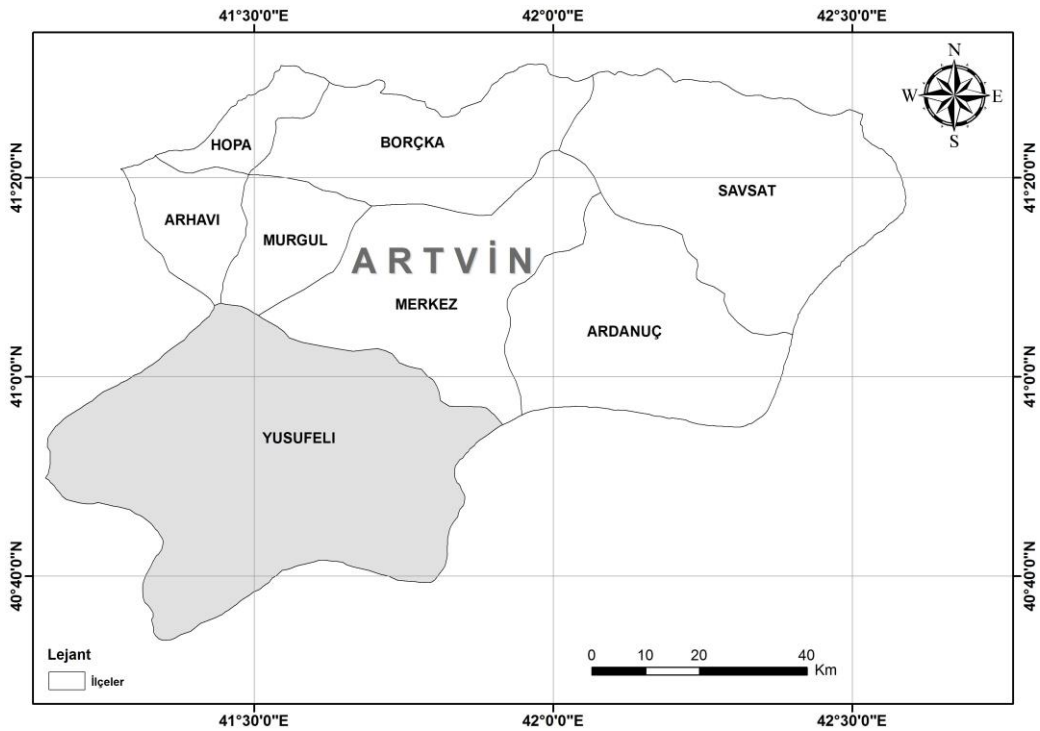 41°30'0"E 42°0'0"E 42°30'0"E
N
W E
S
HOPA
BORÇKA
41°20'0"N 41°20'0"N
SAVSAT
ARHAVI
MURGUL
ARTVİN
MERKEZ
ARDANUÇ
41°0'0"N 41°0'0"N
YUSUFELI
40°40'0"N 40°40'0"N
Lejant
İlçeler
0 10 20 40
Km
41°30'0"E 42°0'0"E 42°30'0"E